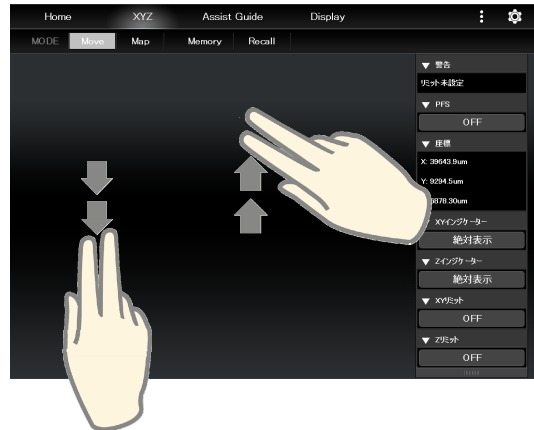 Home XYZ Assist Guide Display
MODE Move Map Memory Recall
▼ 警告
リミット未設定
▼ PFS
OFF
▼ 座標
X: 39643.9um
Y: 9294.5um
6878.30um
▼ XYインジケーター
絶対表示
▼ Zインジケーター
絶対表示
▼ XYリミット
OFF
▼ Zリミット
OFF